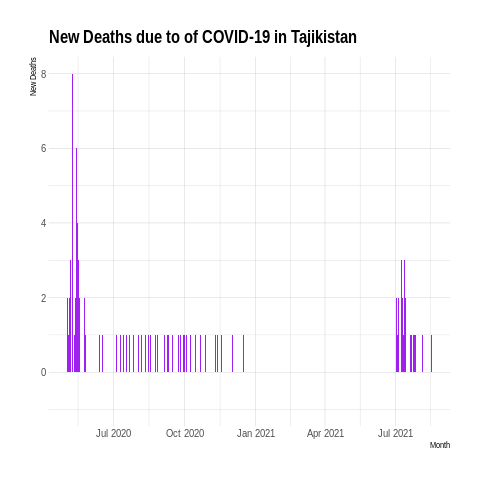 New Deaths due to of COVID-19 in Tajikistan
New Deaths
8
6
4
2
0
Jul 2020 Oct 2020 Jan 2021 Apr 2021 Jul 2021
Month